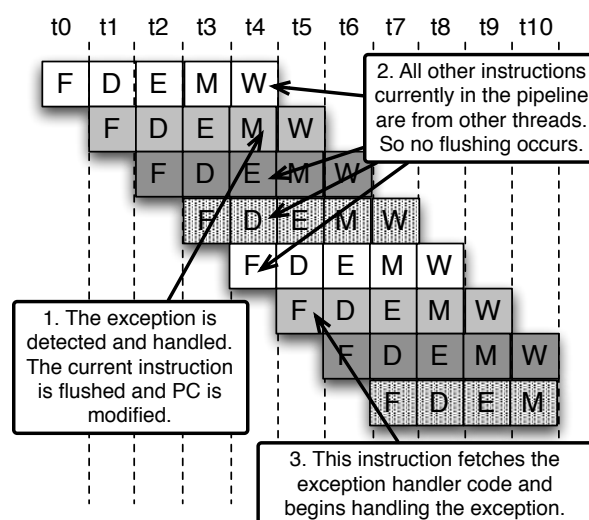 t0 t1 t2 t3 t4 t5 t6 t7 t8 t9 t10
F D E M W
2. All other instructions
currently in the pipeline
are from other threads.
So no flushing occurs.
F D E M W
F D E M W
F D E M W
F D E M W
1. The exception is
detected and handled.
The current instruction
is flushed and PC is
modified.
F D E M W
F D E M W
F D E M
3. This instruction fetches the
exception handler code and
begins handling the exception.